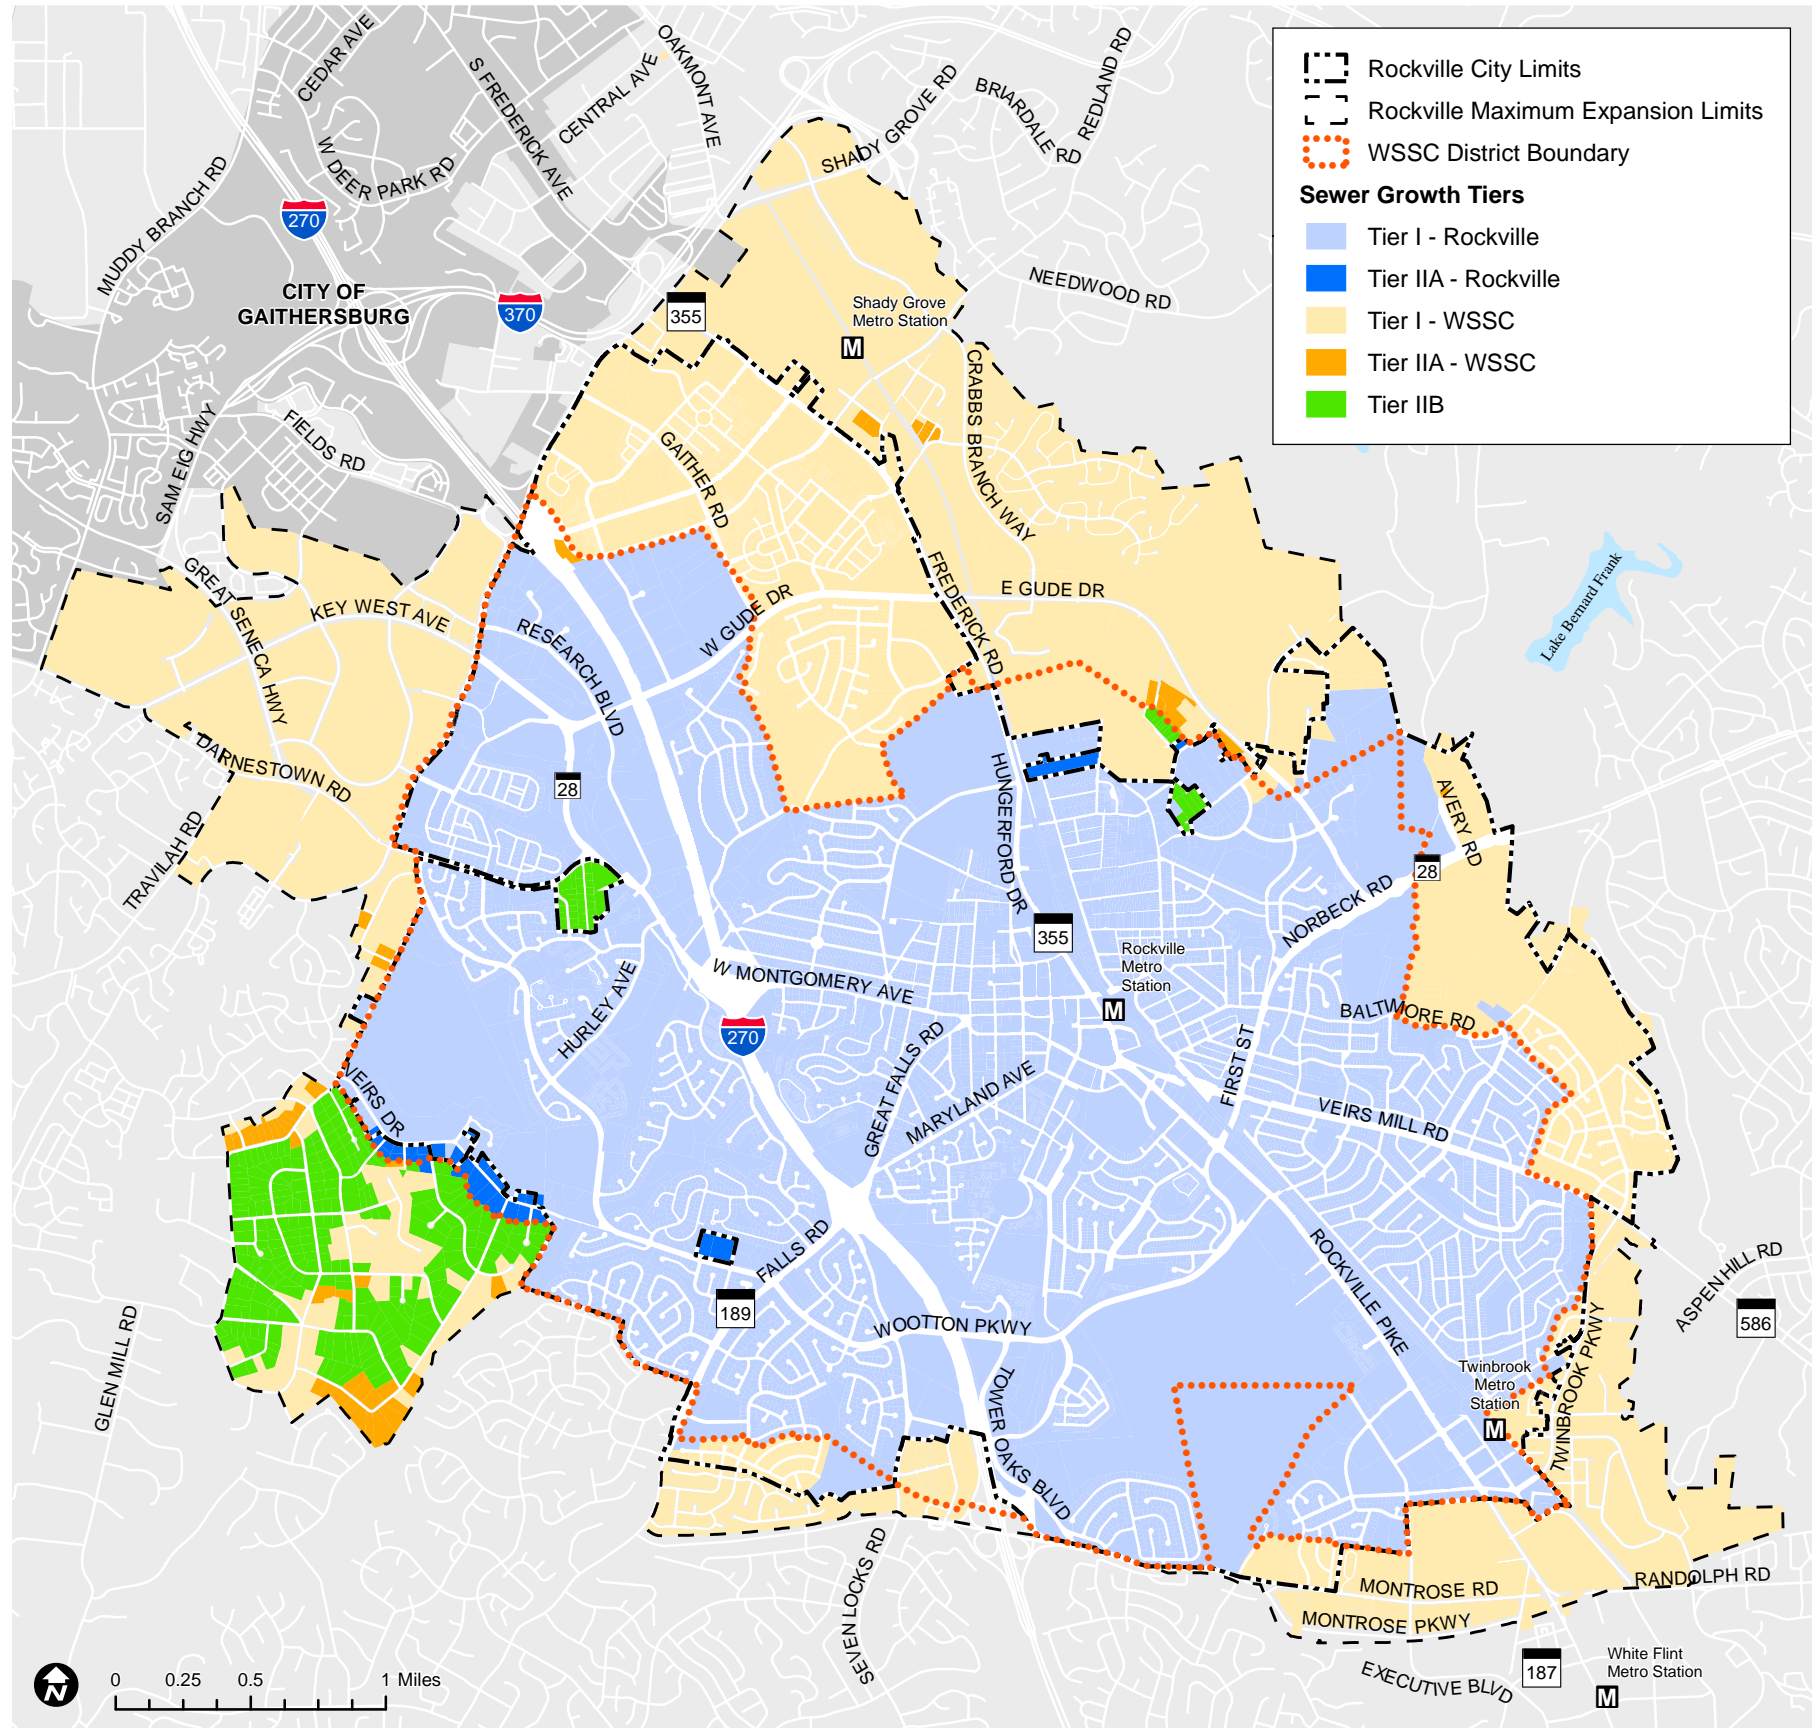 Rockville City Limits
Rockville Maximum Expansion Limits
WSSC District Boundary
Sewer Growth Tiers
Tier I - Rockville
Tier IIA - Rockville
Tier I - WSSC
Tier IIA - WSSC
Tier IIB
CEDAR AVE
S FREDERICK AVE
CENTRAL AVE
OAKMONT AVE
SHADY GROVE RD
BRIARDALE RD
REDLAND RD
W DEER PARK RD
MUDDY BRANCH RD
270
CITY OF
GAITHERSBURG
370
355
Shady Grove
Metro Station
M
NEEDWOOD RD
CRABBS BRANCH WAY
FIELDS RD
SAM EIG HWY
GAITHER RD
GREAT SENECA HWY
KEY WEST AVE
RESEARCH BLVD
W GUDE DR
FREDERICK RD
E GUDE DR
Lake Bernard Frank
DARNESTOWN RD
28
HUNGERFORD DR
AVERY RD
TRAVILAH RD
28
NORBECK RD
355
Rockville
Metro
Station
M
W MONTGOMERY AVE
HURLEY AVE
270
BALTIMORE RD
GREAT FALLS RD
MARYLAND AVE
FIRST ST
VEIRS DR
VEIRS MILL RD
FALLS RD
189
WOOTTON PKWY
ROCKVILLE PIKE
ASPEN HILL RD
586
GLEN MILL RD
TOWER OAKS BLVD
Twinbrook
Metro
Station
M
TWINBROOK PKWY
SEVEN LOCKS RD
MONTROSE RD
RANDOLPH RD
MONTROSE PKWY
EXECUTIVE BLVD
187
White Flint
Metro Station
M
N
0 0.25 0.5 1 Miles